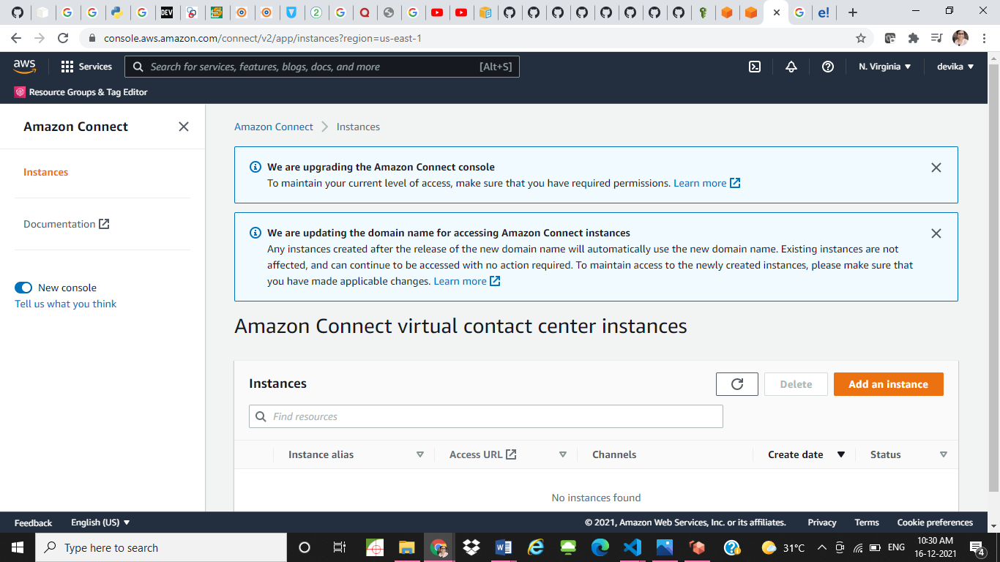 DEV
e!
console.aws.amazon.com/connect/v2/app/instances?region=us-east-1
aws
Services
Search for services, features, blogs, docs, and more
[Alt+S]
N. Virginia
devika
Resource Groups & Tag Editor
Amazon Connect
Instances
Documentation
New console
Tell us what you think
Amazon Connect
Instances
We are upgrading the Amazon Connect console
To maintain your current level of access, make sure that you have required permissions. Learn more
We are updating the domain name for accessing Amazon Connect instances
Any instances created after the release of the new domain name will automatically use the new domain name. Existing instances are not
affected, and can continue to be accessed with no action required. To maintain access to the newly created instances, please make sure that
you have made applicable changes. Learn more
Amazon Connect virtual contact center instances
Instances
Delete
Add an instance
Find resources
Instance alias
Access URL
Channels
Create date
Status
No instances found
Feedback
English (US)
© 2021, Amazon Web Services, Inc. or its affiliates.
Privacy
Terms
Cookie preferences
Type here to search
31°C
ENG
10:30 AM
16-12-2021
4